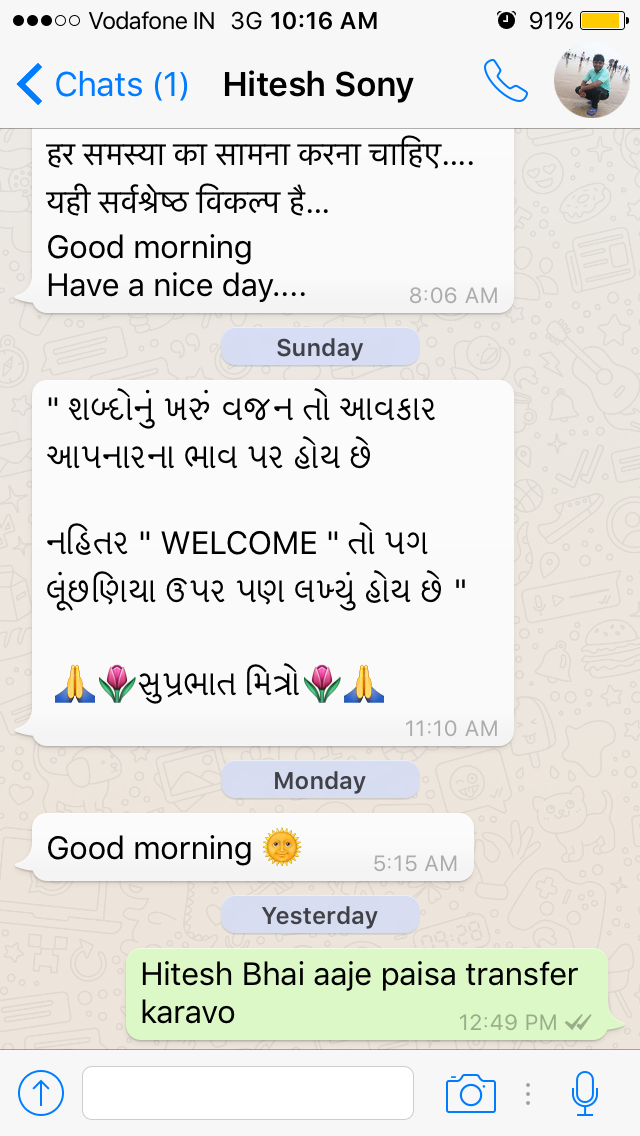 Vodafone IN 3G 10:16 AM 91%
Chats (1) Hitesh Sony
हर समस्या का सामना करना चाहिए....
यही सर्वश्रेष्ठ विकल्प है...
Good morning
Have a nice day....
8:06 AM
Sunday
" શબ્દોનું ખરું વજન તો આવકાર
આપનારના ભાવ પર હોય છે
નહિતર " WELCOME " તો પગ
લૂંછણિયા ઉપર પણ લખ્યું હોય છે "
🙏🌷સુપ્રભાત મિત્રો🌷🙏
11:10 AM
Monday
Good morning 🌞
5:15 AM
Yesterday
Hitesh Bhai aaje paisa transfer
karavo
12:49 PM